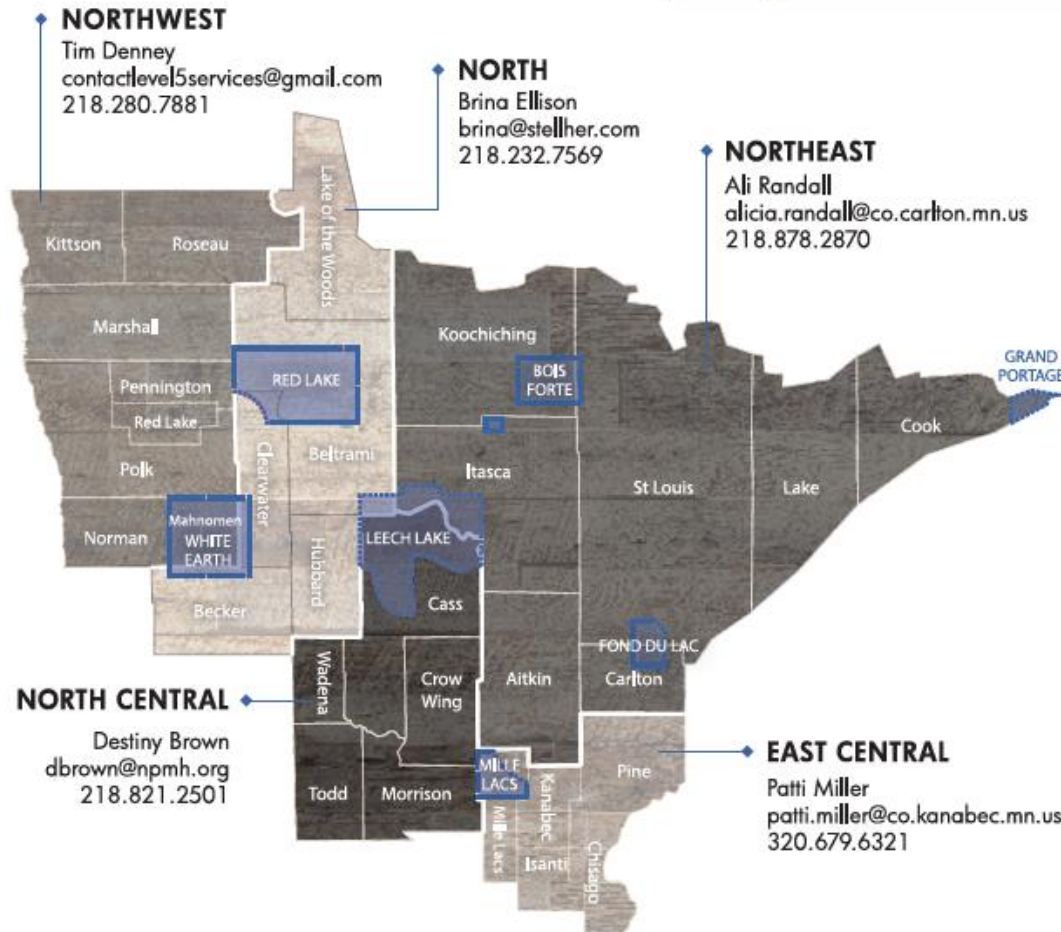 NORTHWEST
Tim Denney
contactlevel5services@gmail.com
218.280.7881
NORTH
Brina Ellison
brina@stellher.com
218.232.7569
NORTHEAST
Ali Randall
alicia.randall@co.carlton.mn.us
218.878.2870
Kittson
Roseau
Lake of the Woods
Marshall
Koochiching
Pennington
Red Lake
RED LAKE
BOIS
FORTE
GRAND
PORTAGE
Cook
Polk
Clearwater
Beltrami
Itasca
St Louis
Lake
Norman
Mahnomen
WHITE
EARTH
Hubbard
LEECH LAKE
Becker
Cass
FOND DU LAC
Wadena
Crow
Wing
Aitkin
Carlton
NORTH CENTRAL
Destiny Brown
dbrown@npmh.org
218.821.2501
Todd
Morrison
MILLE
LACS
Mille Lacs
Kanabec
Pine
Isanti
Chisago
EAST CENTRAL
Patti Miller
patti.miller@co.kanabec.mn.us
320.679.6321